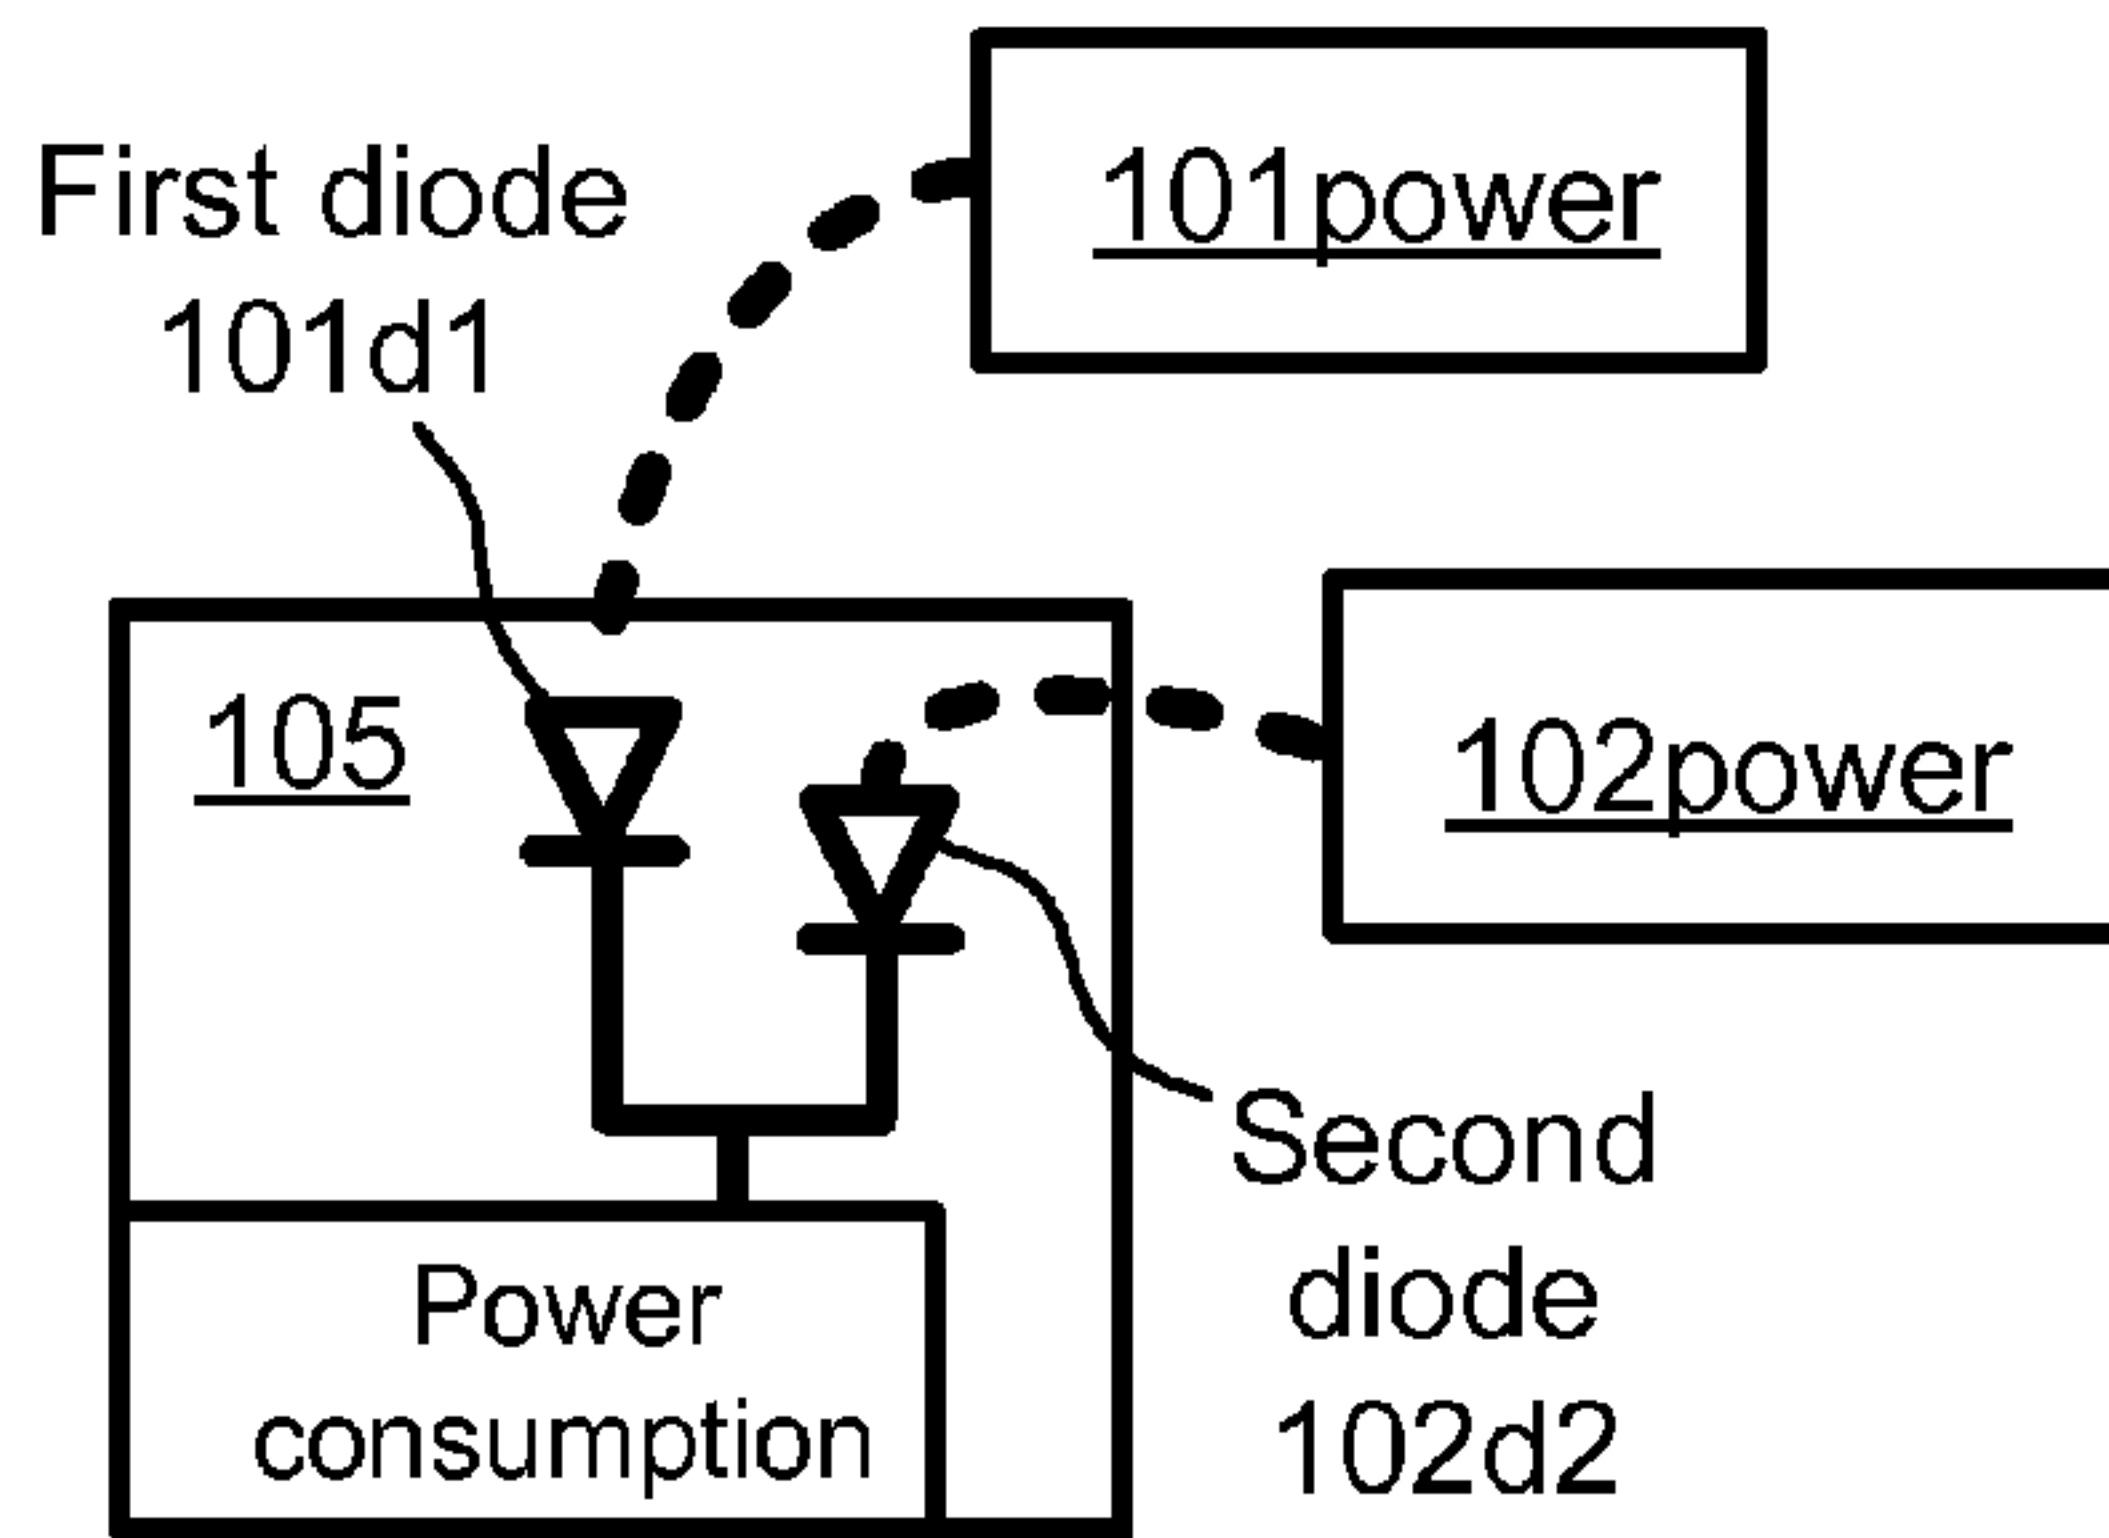 First diode
101d1
101power
105
102power
Second
diode
102d2
Power
consumption